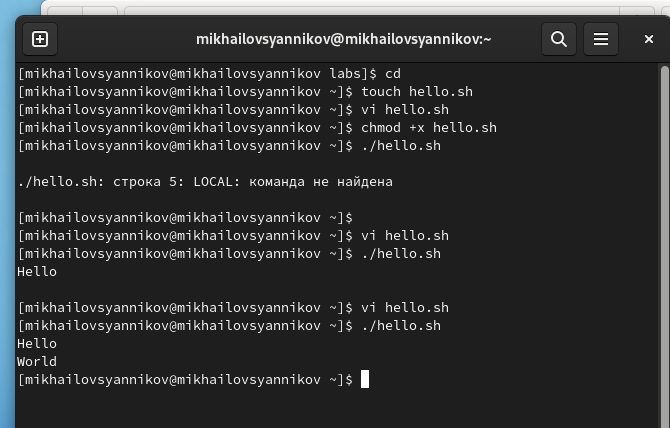 mikhailovsyannikov@mikhailovsyannikov:~
[mikhailovsyannikov@mikhailovsyannikov labs]$ cd
[mikhailovsyannikov@mikhailovsyannikov ~]$ touch hello.sh
[mikhailovsyannikov@mikhailovsyannikov ~]$ vi hello.sh
[mikhailovsyannikov@mikhailovsyannikov ~]$ chmod +x hello.sh
[mikhailovsyannikov@mikhailovsyannikov ~]$ ./hello.sh
./hello.sh: строка 5: LOCAL: команда не найдена
[mikhailovsyannikov@mikhailovsyannikov ~]$
[mikhailovsyannikov@mikhailovsyannikov ~]$ vi hello.sh
[mikhailovsyannikov@mikhailovsyannikov ~]$ ./hello.sh
Hello
[mikhailovsyannikov@mikhailovsyannikov ~]$ vi hello.sh
[mikhailovsyannikov@mikhailovsyannikov ~]$ ./hello.sh
Hello
World
[mikhailovsyannikov@mikhailovsyannikov ~]$